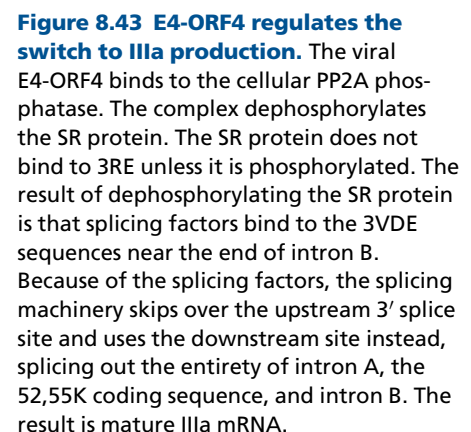 Figure 8.43 E4-ORF4 regulates the
switch to IIIa production. The viral
E4-ORF4 binds to the cellular PP2A phos-
phatase. The complex dephosphorylates
the SR protein. The SR protein does not
bind to 3RE unless it is phosphorylated. The
result of dephosphorylating the SR protein
is that splicing factors bind to the 3VDE
sequences near the end of intron B.
Because of the splicing factors, the splicing
machinery skips over the upstream 3′ splice
site and uses the downstream site instead,
splicing out the entirety of intron A, the
52,55K coding sequence, and intron B. The
result is mature IIIa mRNA.